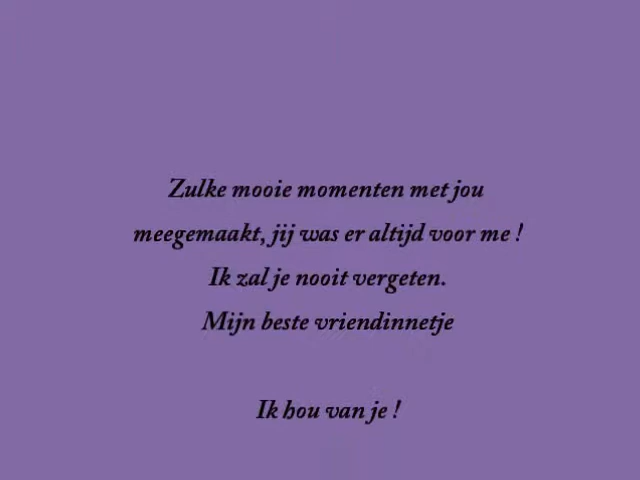 Zulke mooie momenten met jou
meegemaakt, jij was er altijd voor me !
Ik zal je nooit vergeten.
Mijn beste vriendinnetje
Ik hou van je !